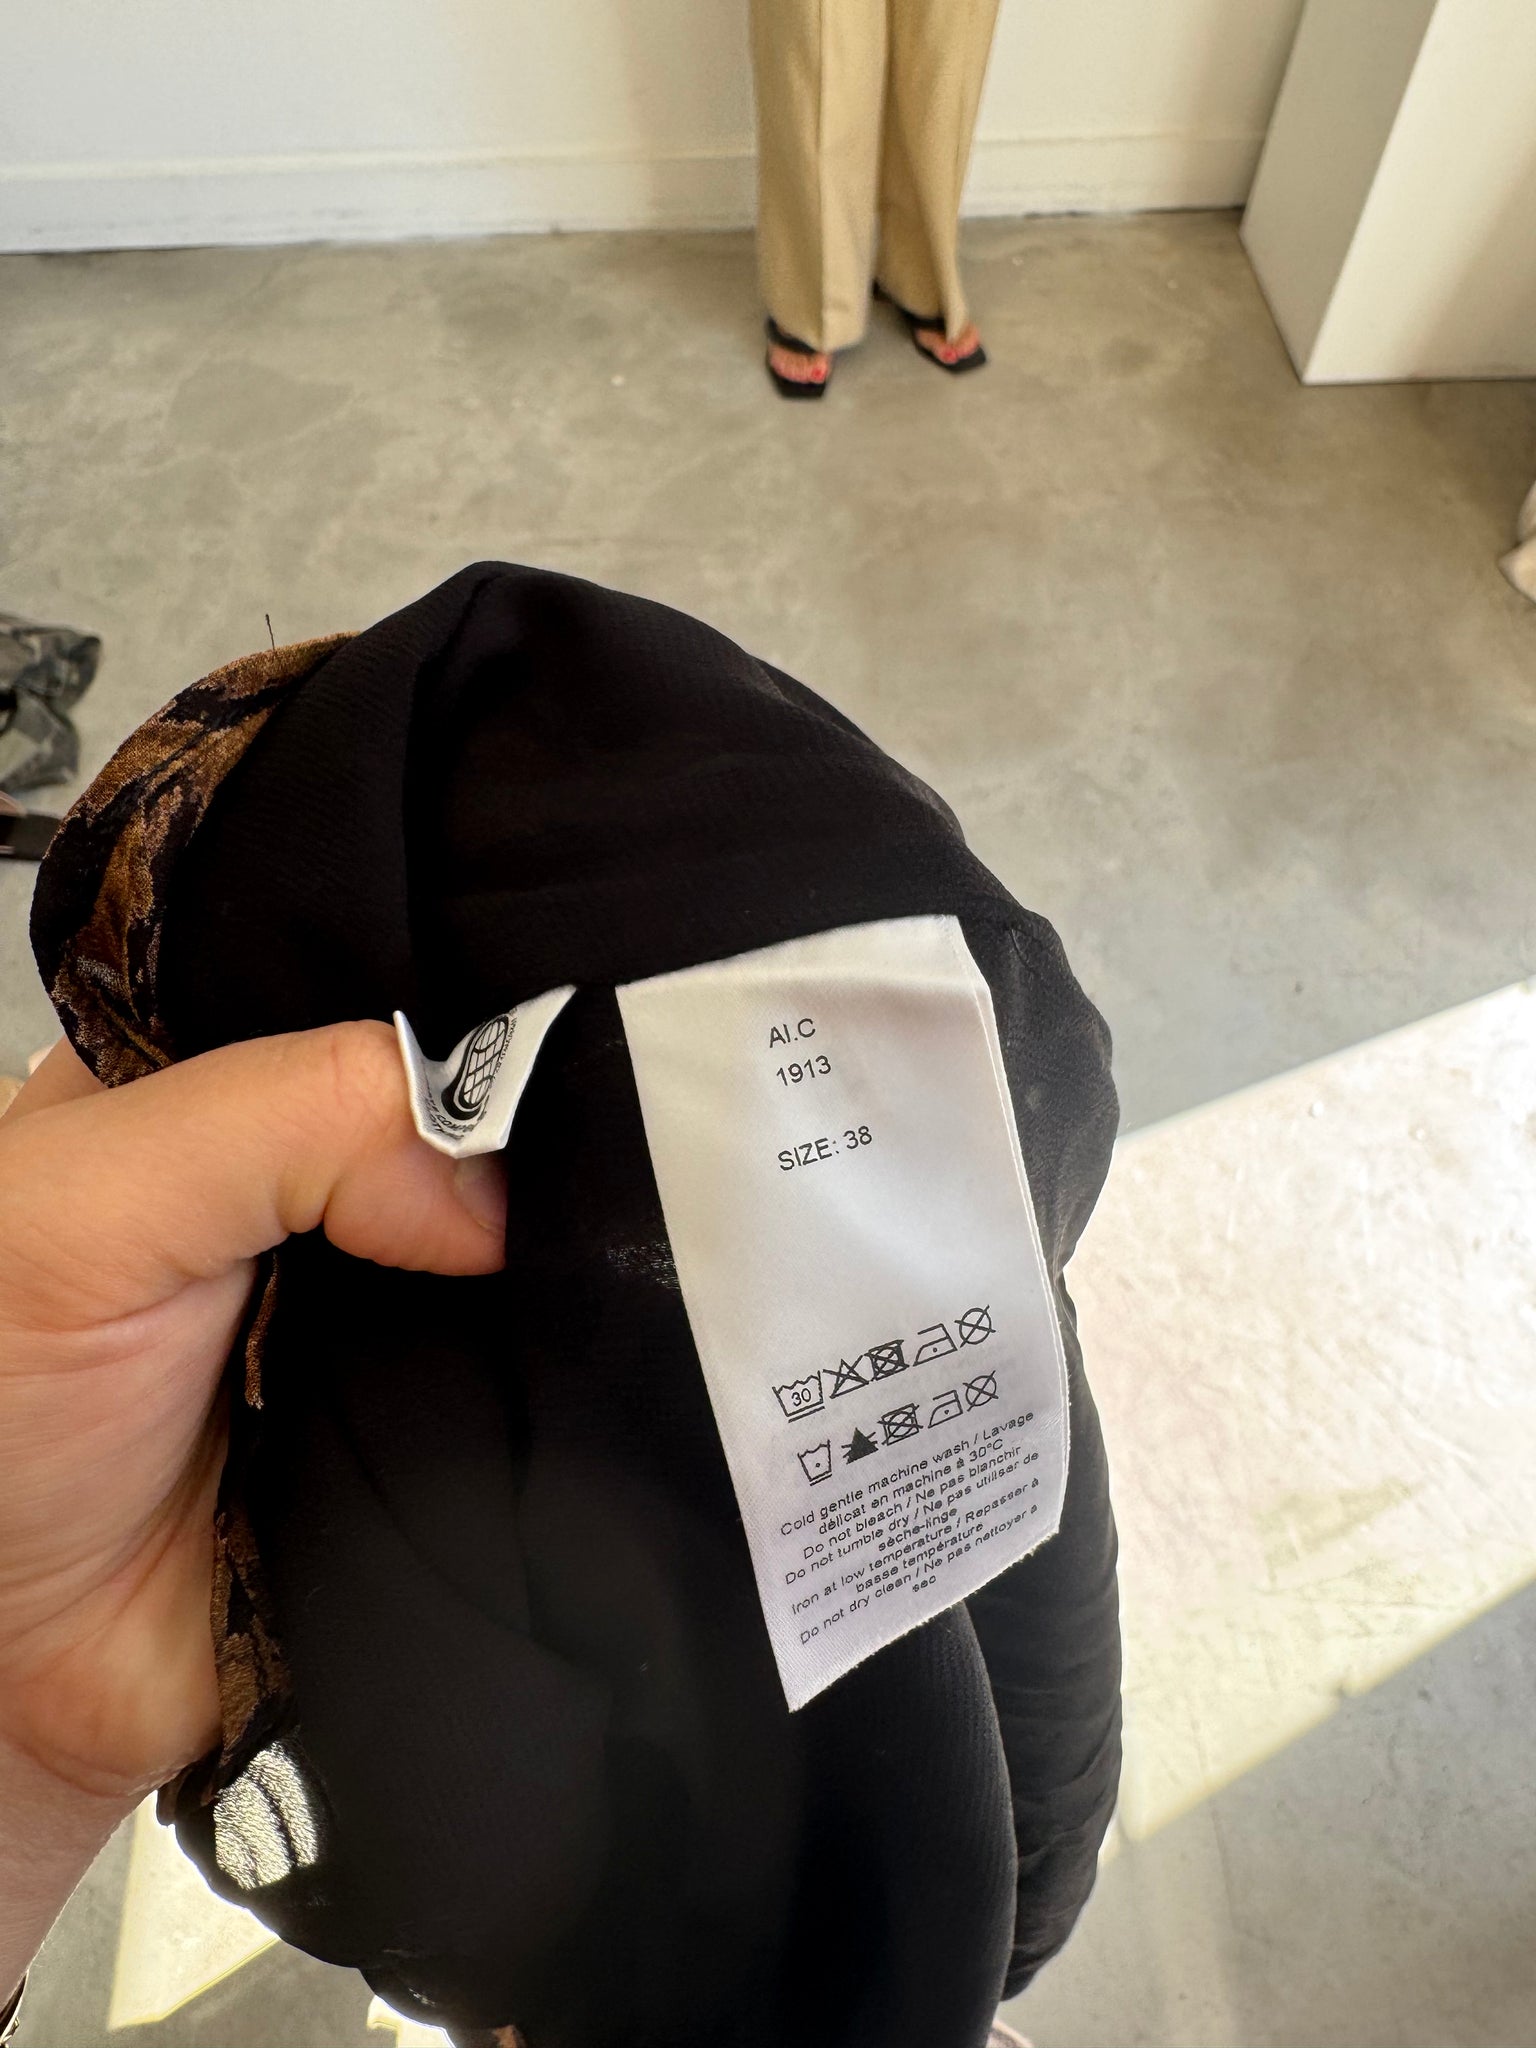 AI.C
1913
SIZE: 38
30
Cold gentle machine wash / Lavage
délicat en machine à 30°C
Do not bleach / Ne pas blanchir
Do not tumble dry / Ne pas utiliser de
sèche-linge
Iron at low température / Repasser à
basse température
Do not dry clean / Ne pas nettoyer à
sec